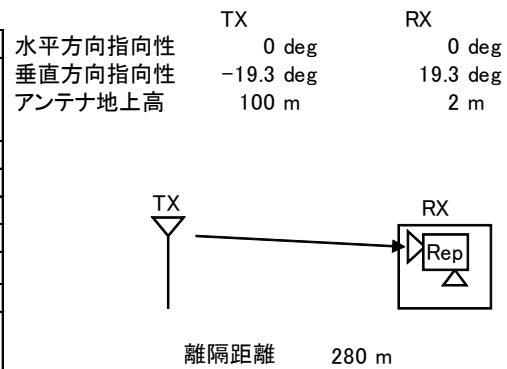 TX RX
水平方向指向性 0 deg 0 deg
垂直方向指向性 -19.3 deg 19.3 deg
アンテナ地上高 100 m 2 m
TX
RX
Rep
離隔距離 280 m